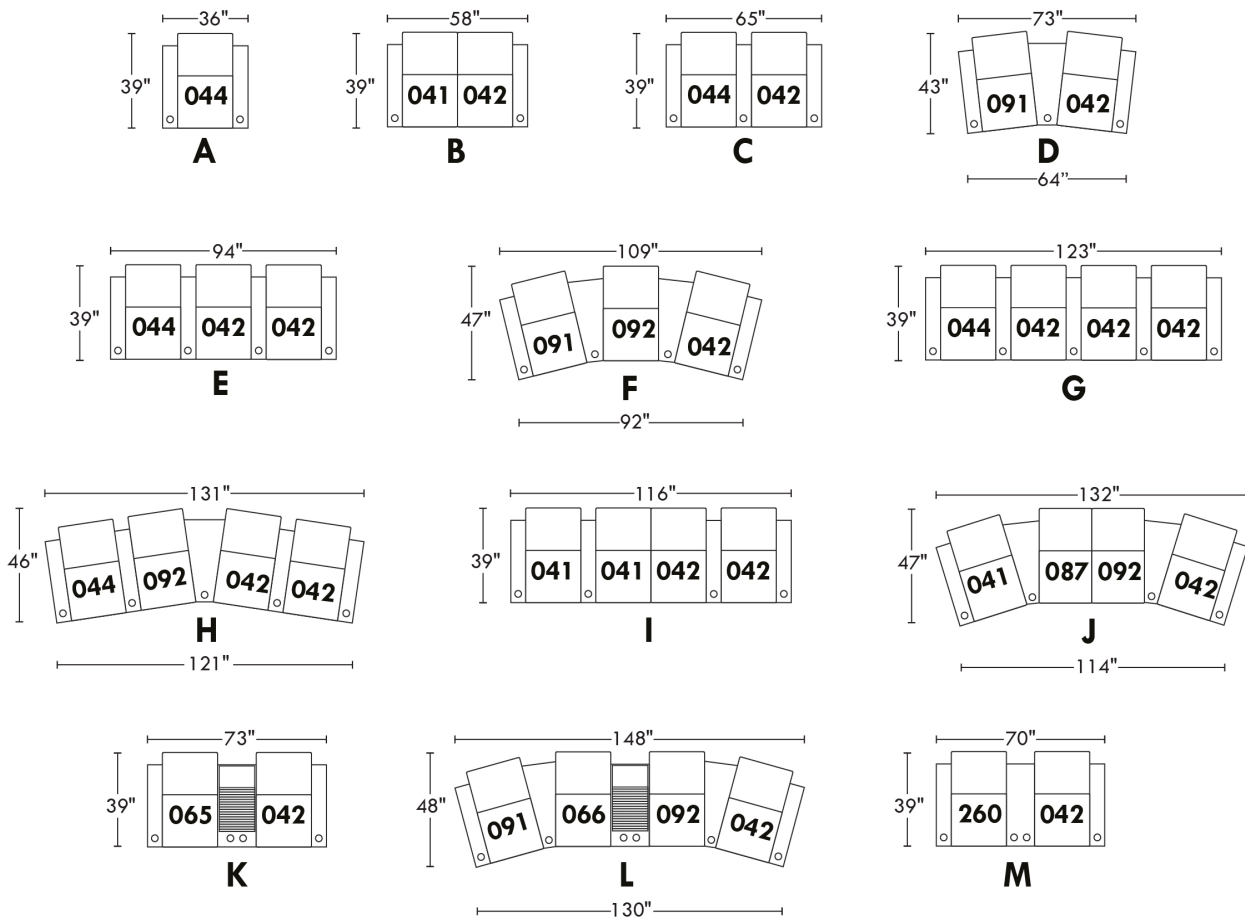 36"
39"
044
A
58"
39"
041 042
B
65"
39"
044 042
C
73"
43"
091 042
D
64”
94"
39"
044 042 042
E
109"
47"
091 092 042
F
92"
123"
39"
044 042 042 042
G
131"
46"
044 092 042 042
H
121"
116"
39"
041 041 042 042
I
132"
47"
041 087 092 042
J
114"
73"
39"
065 042
K
148"
48"
091 066 092 042
L
130"
70"
39"
260 042
M